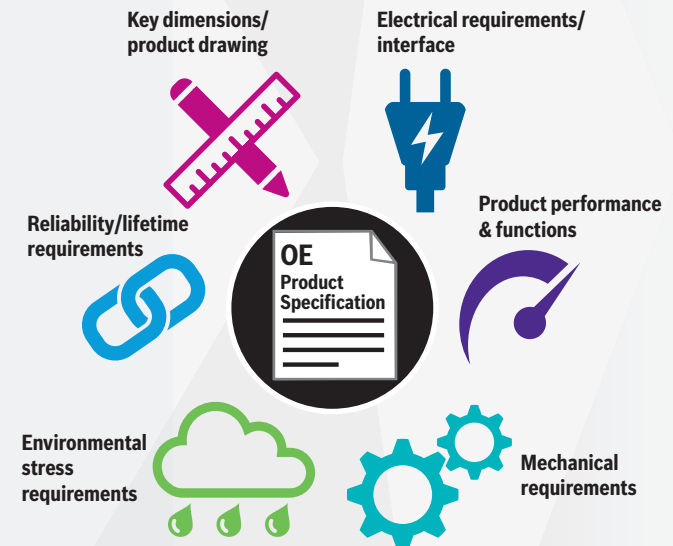 Key dimensions/
product drawing
Electrical requirements/
interface
Reliability/lifetime
requirements
Product performance
& functions
OE
Product
Specification
Environmental
stress
requirements
Mechanical
requirements